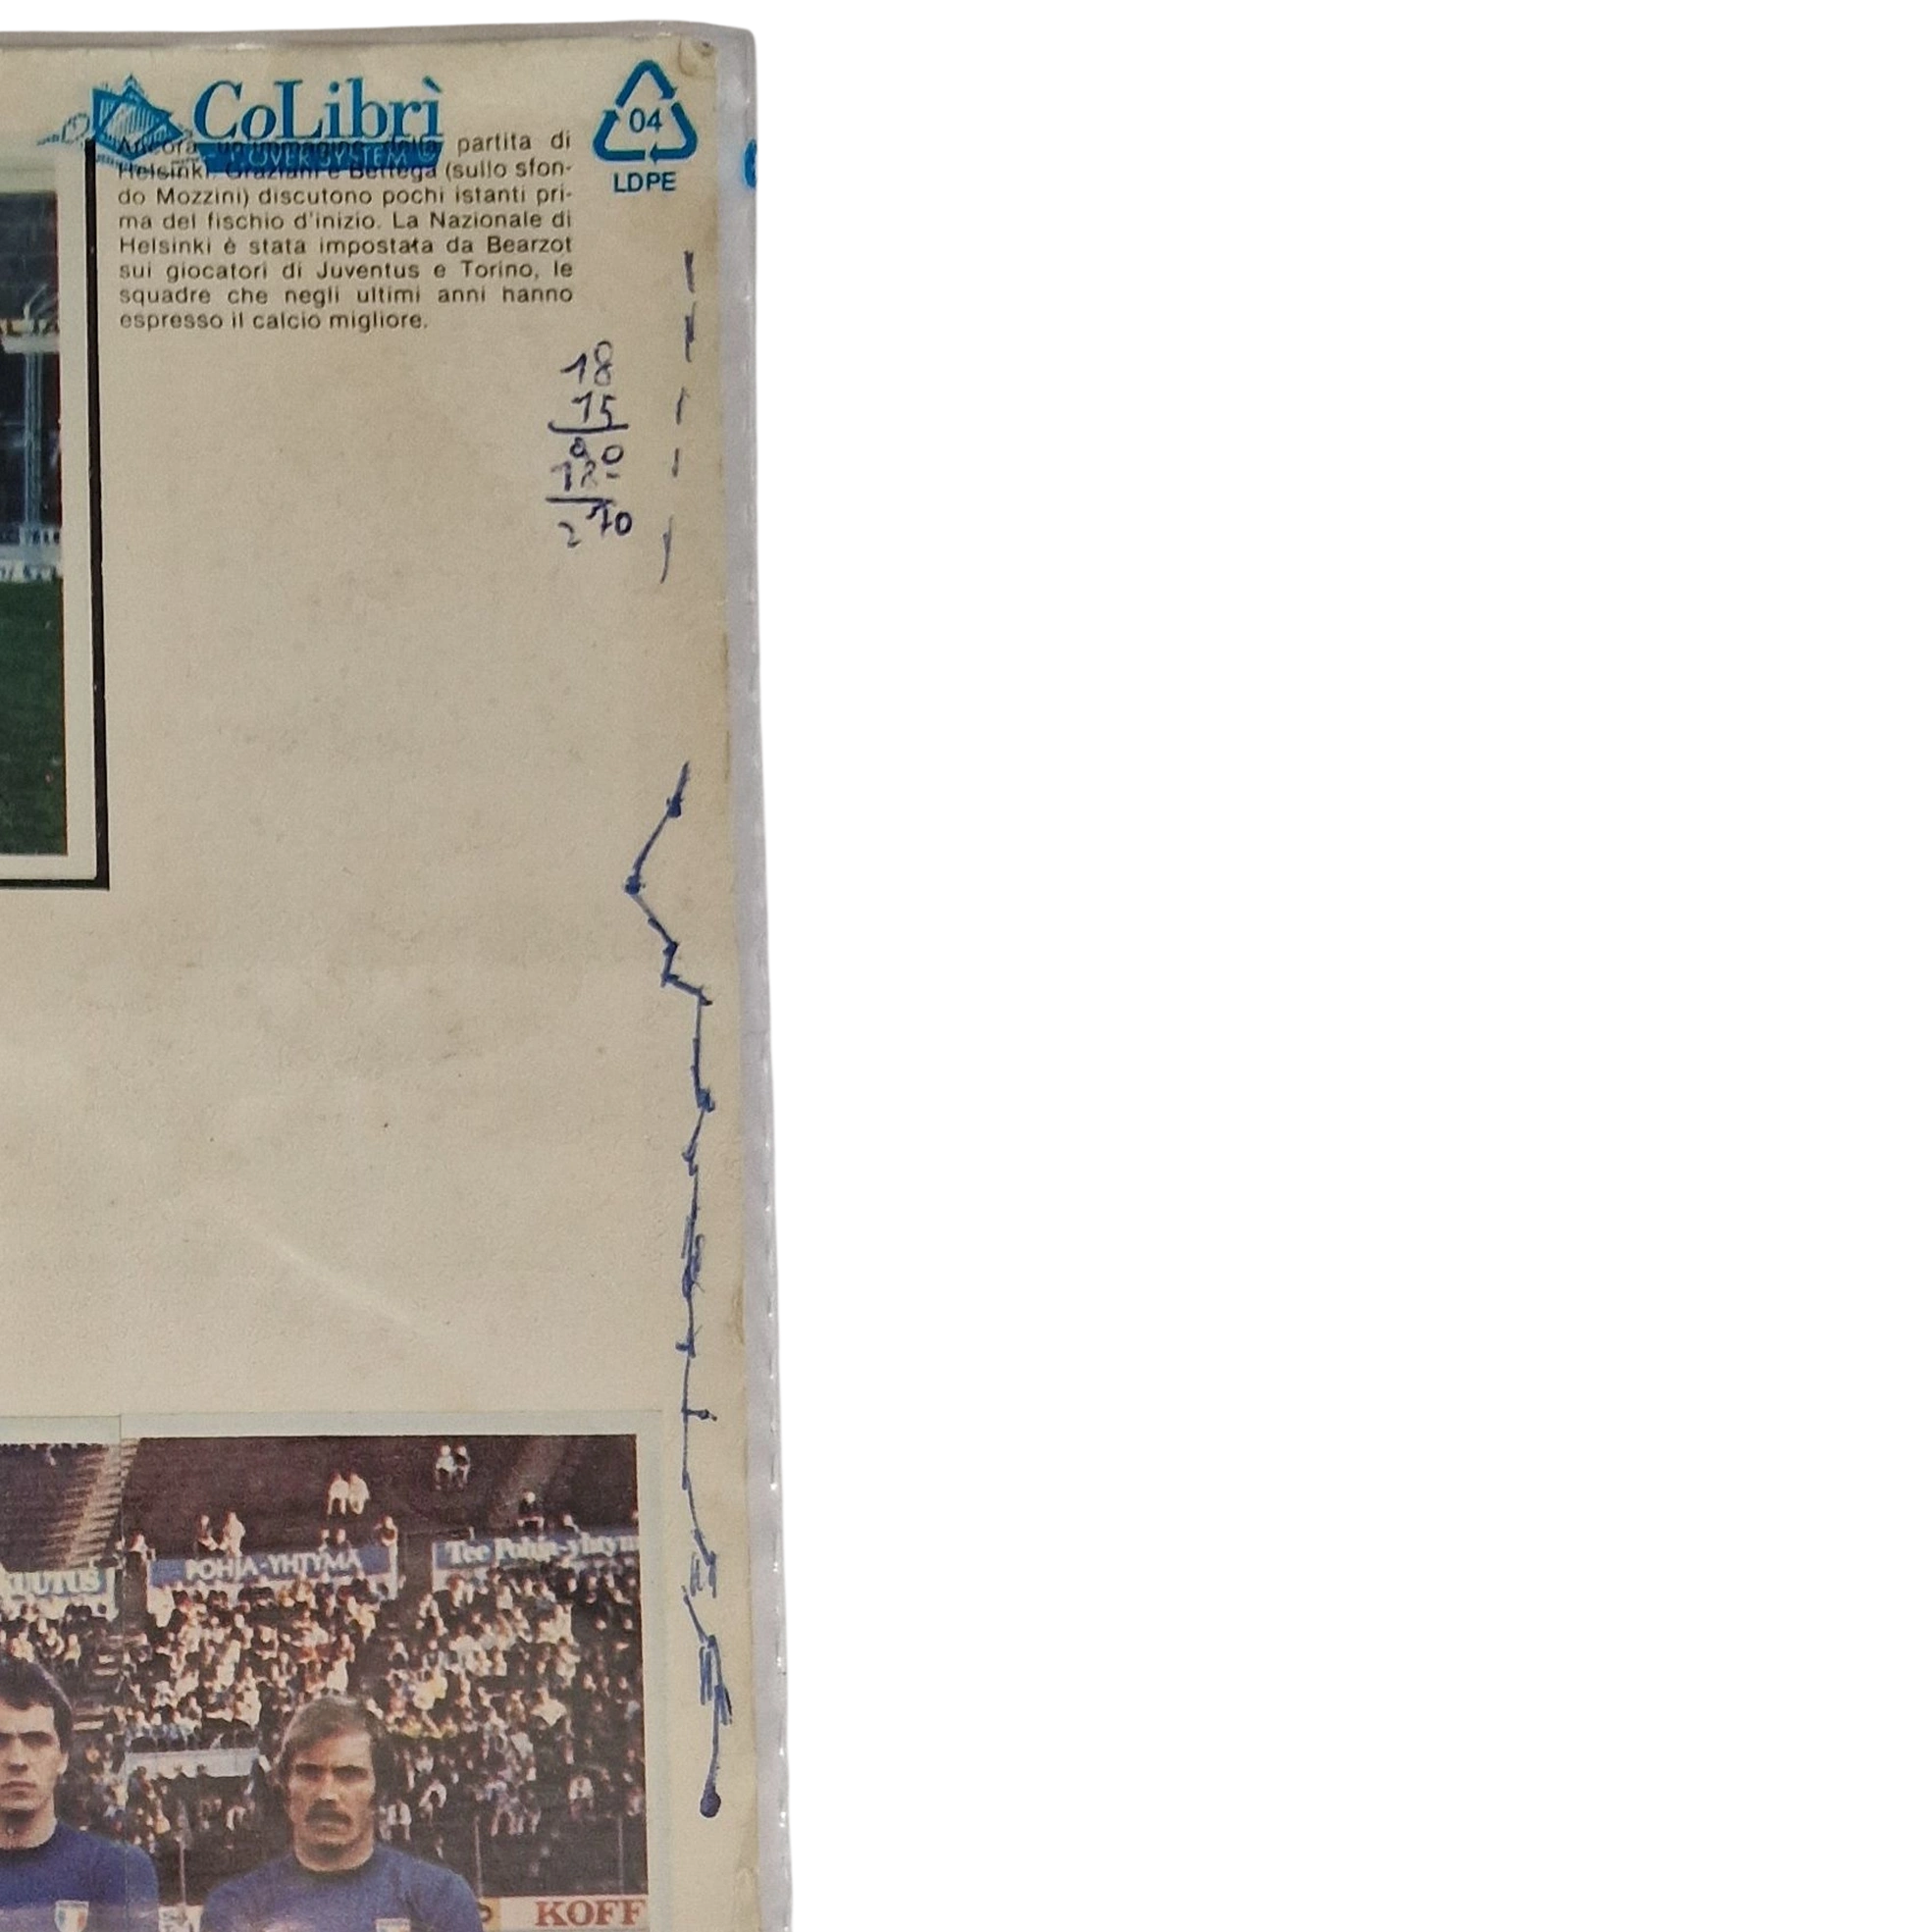 CoLibrì
COVER SYSTEM ©
04
LDPE
Ancora un'immagine della partita di
Helsinki. Graziani e Bettega (sullo sfon-
do Mozzini) discutono pochi istanti pri-
ma del fischio d'inizio. La Nazionale di
Helsinki è stata impostata da Bearzot
sui giocatori di Juventus e Torino, le
squadre che negli ultimi anni hanno
espresso il calcio migliore.
18
15
90
18-
270
POHJA-YHTYMÄ
Tee Pohja-yhtym
KOFF